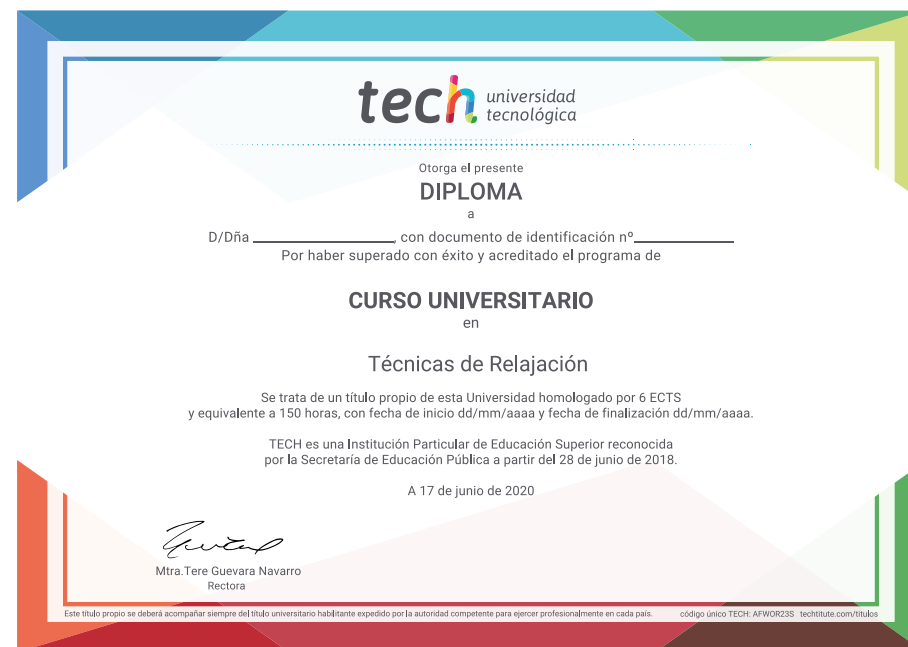 tech universidad
tecnológica
Otorga el presente
DIPLOMA
a
D/Dña ____________, con documento de identificación nº____________
Por haber superado con éxito y acreditado el programa de
CURSO UNIVERSITARIO
en
Técnicas de Relajación
Se trata de un título propio de esta Universidad homologado por 6 ECTS
y equivalente a 150 horas, con fecha de inicio dd/mm/aaaa y fecha de finalización dd/mm/aaaa.
TECH es una Institución Particular de Educación Superior reconocida
por la Secretaría de Educación Pública a partir del 28 de junio de 2018.
A 17 de junio de 2020
Mtra.Tere Guevara Navarro
Rectora
Este título propio se deberá acompañar siempre del título universitario habilitante expedido por la autoridad competente para ejercer profesionalmente en cada país. código único TECH: AFWOR23S techtitute.com/títulos